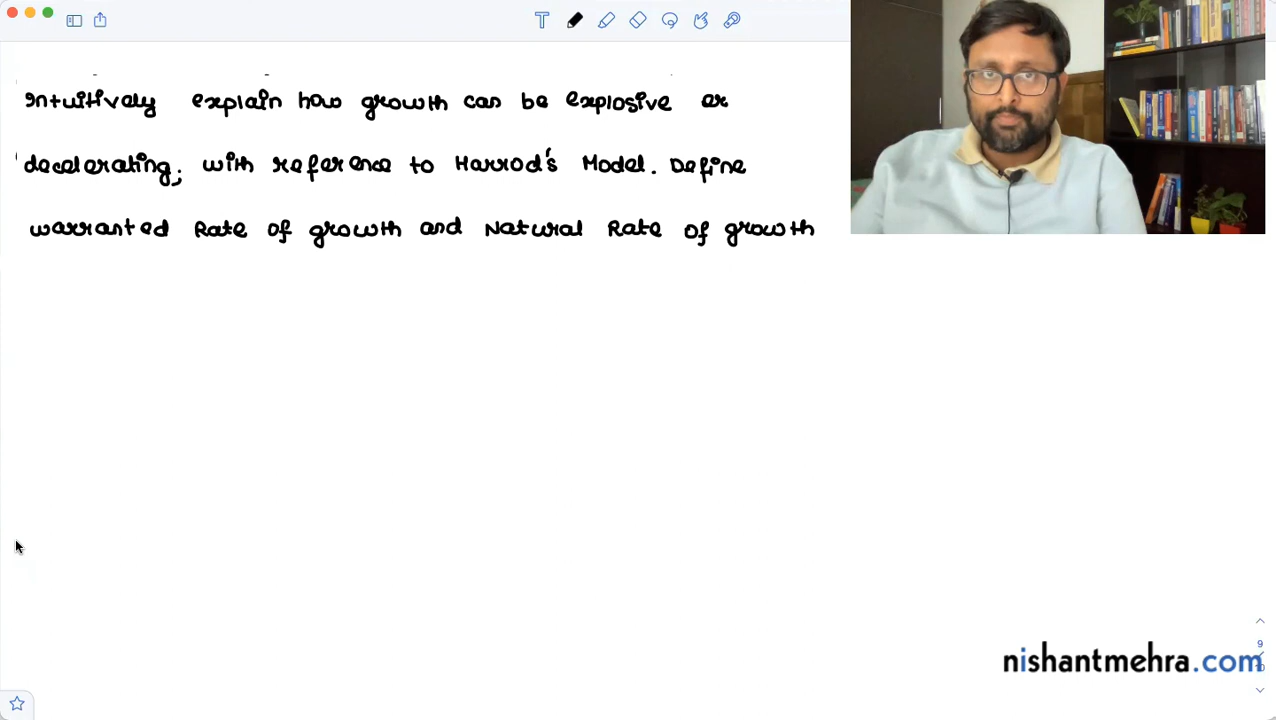 Intuitively explain how growth can be explosive or
decelerating; with reference to Harrod's Model. Define
warranted Rate of growth and Natural Rate of growth
nishantmehra.com
9